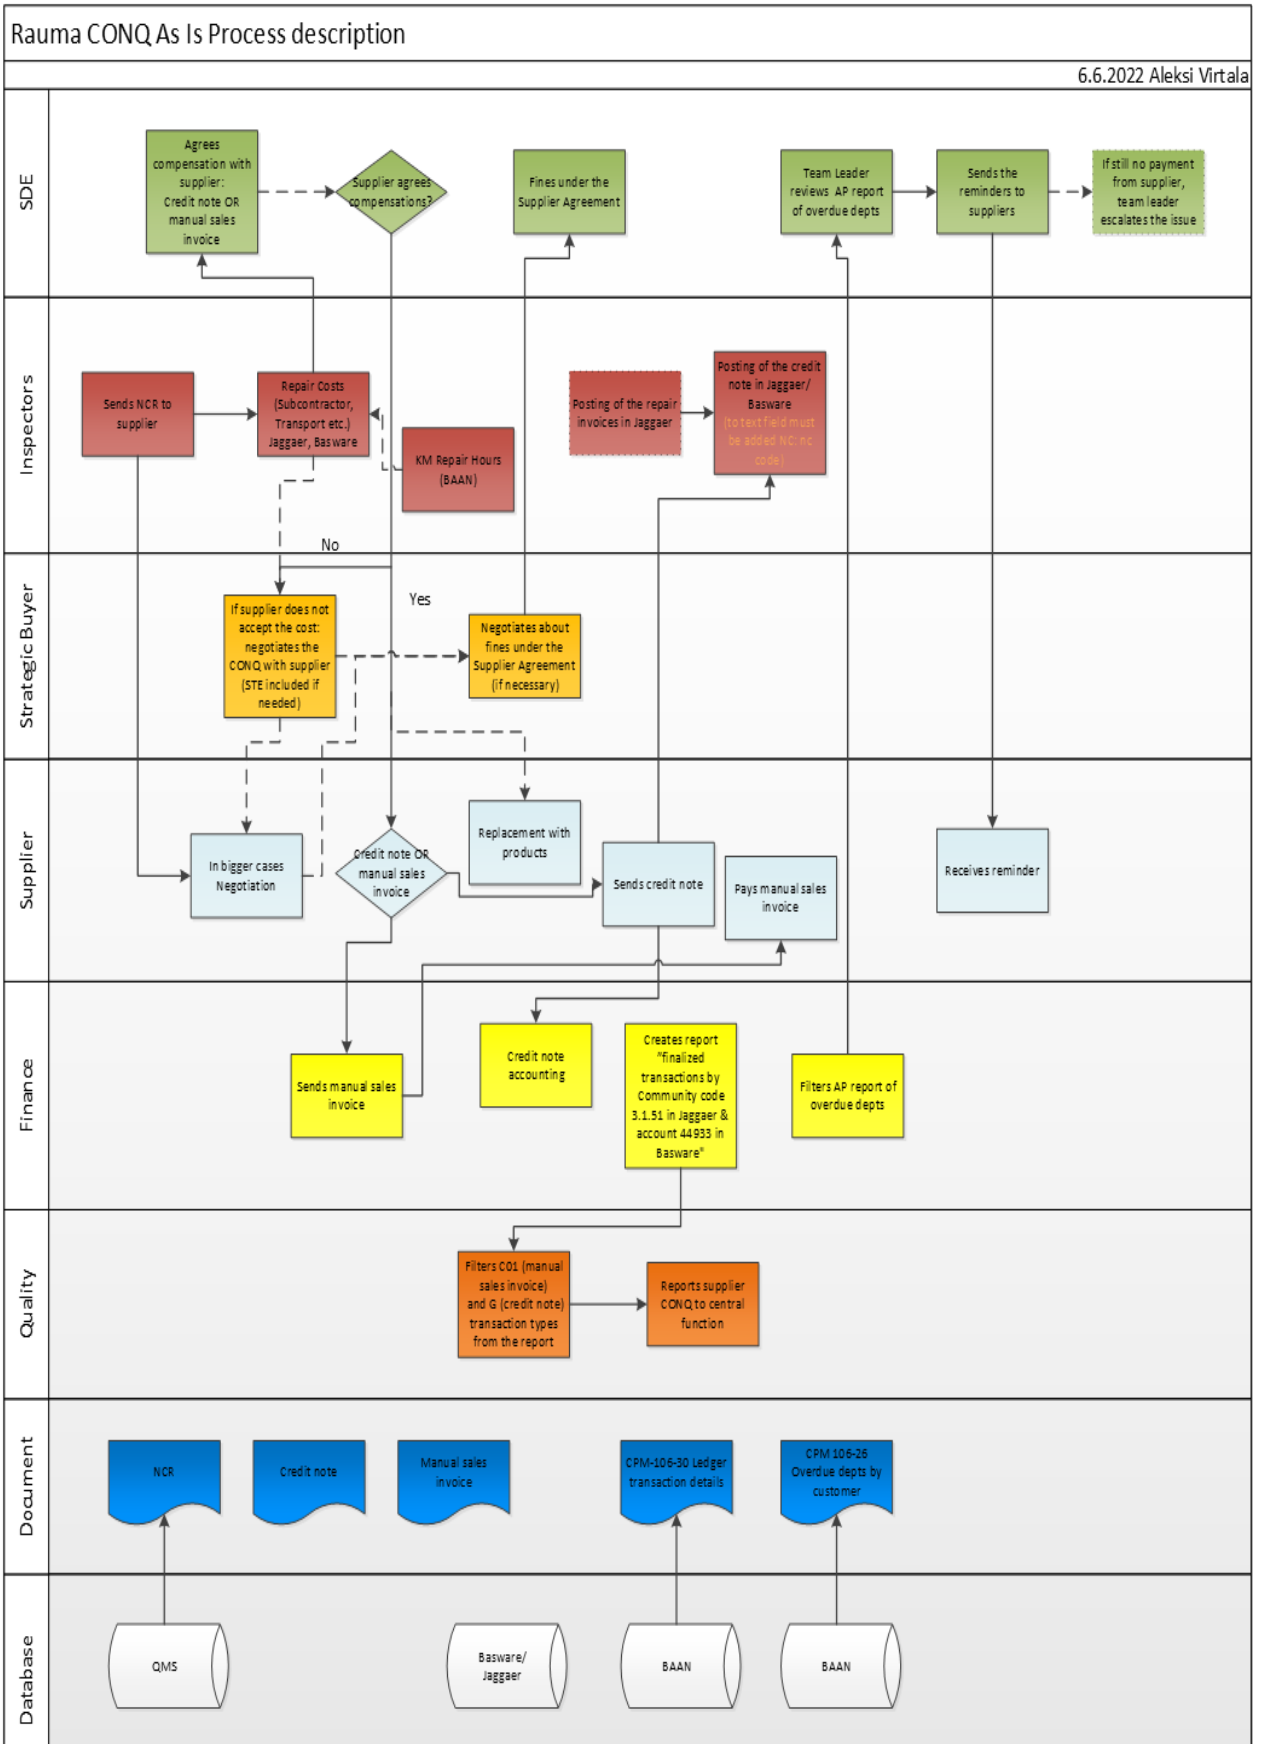 Rauma CONQ As Is Process description
6.6.2022 Aleksi Virtala
SDE
Agrees
compensation with
supplier:
Credit note OR
manual sales
invoice
Supplier agrees
compensations?
Fines under the
Supplier Agreement
Team Leader
reviews AP report
of overdue depts
Sends the
reminders to
suppliers
If still no payment
from supplier,
team leader
escalates the issue
Inspectors
Sends NCR to
supplier
Repair Costs
(Subcontractor,
Transport etc.)
Jaggaer, Basware
KM Repair Hours
(BAAN)
Posting of the repair
invoices in Jaggaer
Posting of the credit
note in Jaggaer/
Basware
(to text field must
be added NC: nc
code)
No
Yes
Strategic Buyer
If supplier does not
accept the cost:
negotiates the
CONQ with supplier
(STE included if
needed)
Negotiates about
fines under the
Supplier Agreement
(if necessary)
Supplier
In bigger cases
Negotiation
Credit note OR
manual sales
invoice
Replacement with
products
Sends credit note
Pays manual sales
invoice
Receives reminder
Finance
Sends manual sales
invoice
Credit note
accounting
Creates report
"finalized
transactions by
Community code
3.1.51 in Jaggaer &
account 44933 in
Basware"
Filters AP report of
overdue depts
Quality
Filters C01 (manual
sales invoice)
and G (credit note)
transaction types
from the report
Reports supplier
CONQ to central
function
Document
NCR
Credit note
Manual sales
invoice
CPM-106-30 Ledger
transaction details
CPM 106-26
Overdue depts by
customer
Database
QMS
Basware/
Jaggaer
BAAN
BAAN